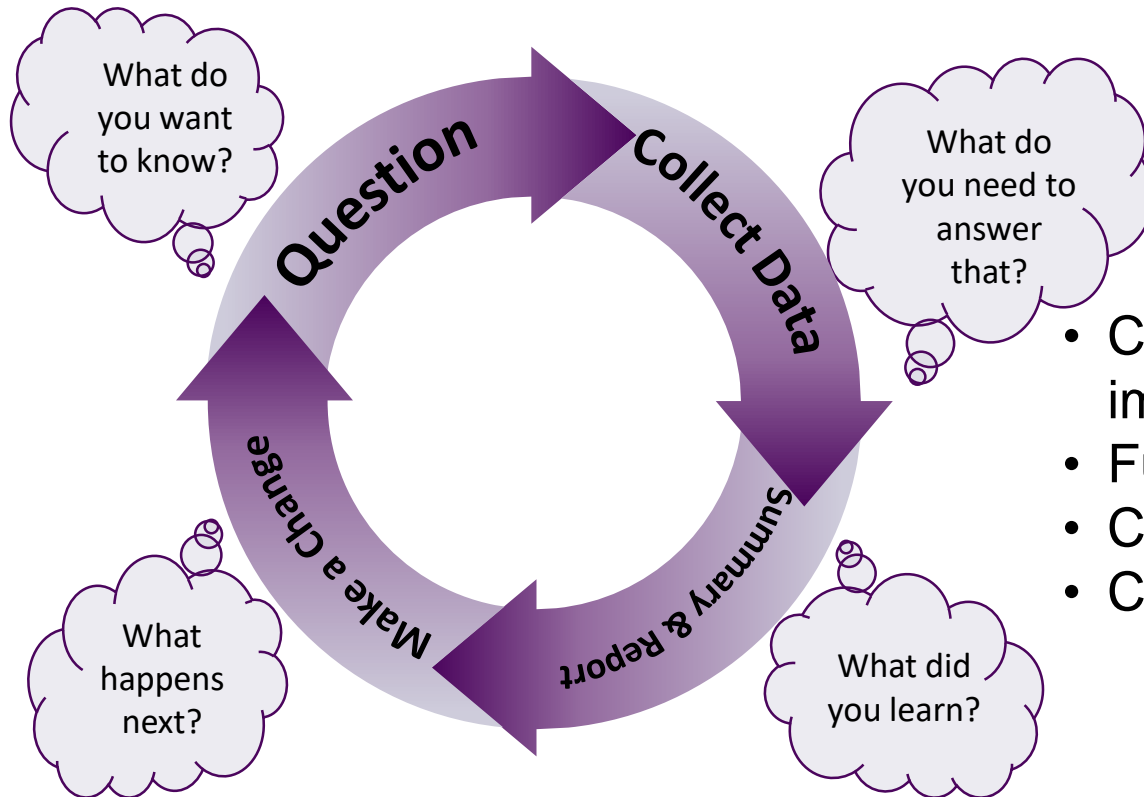 What do
you want
to know?
Question
Collect Data
What do
you need to
answer
that?
Summary & Report
What did
you learn?
Make a Change
What
happens
next?